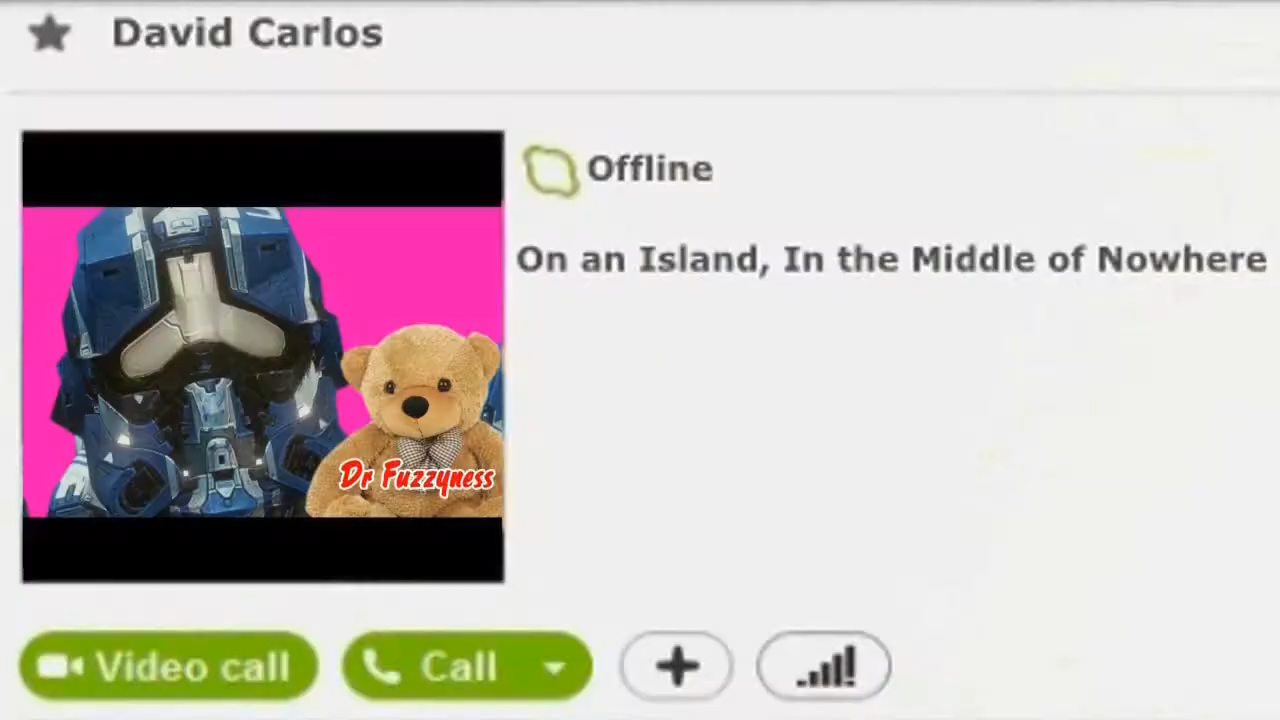 David Carlos
Offline
On an Island, In the Middle of Nowhere
Dr Fuzzyness
Video call
Call